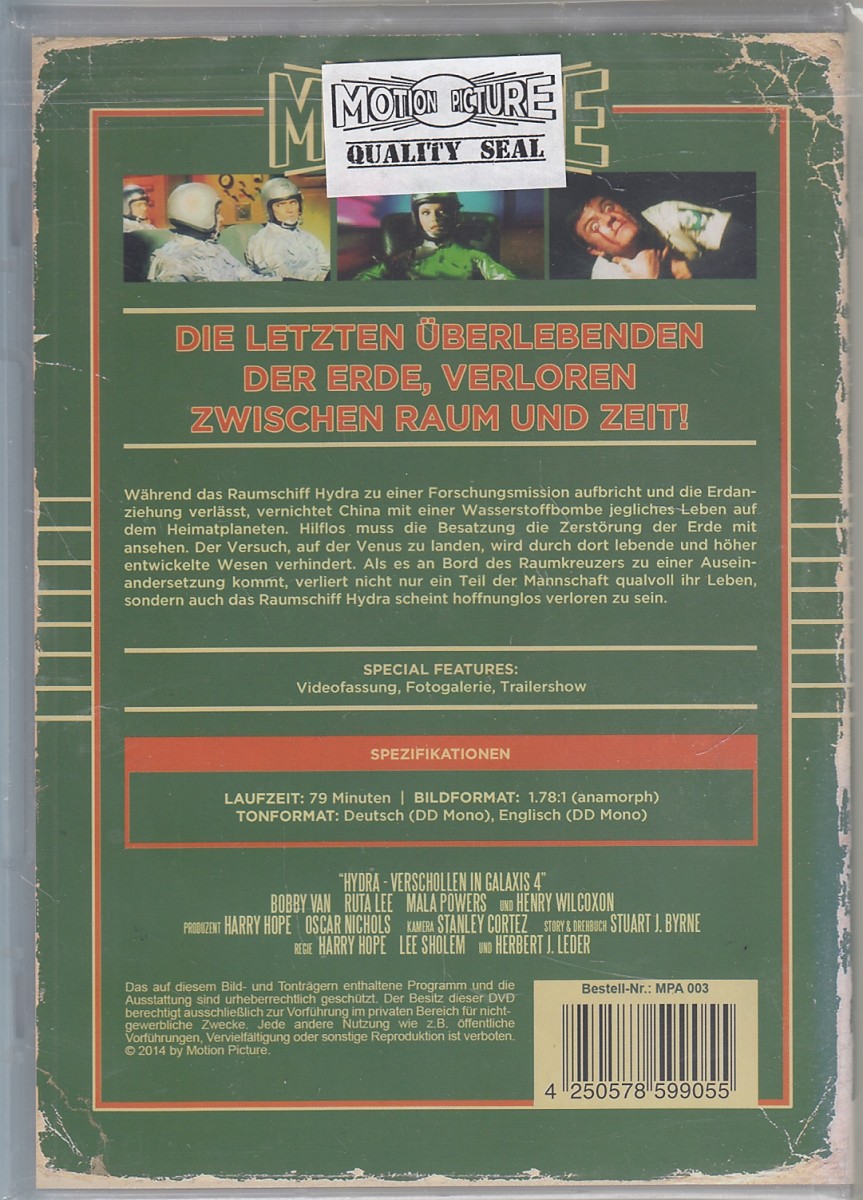 M
E
MOTION PICTURE
QUALITY SEAL
DIE LETZTEN ÜBERLEBENDEN
DER ERDE, VERLOREN
ZWISCHEN RAUM UND ZEIT!
Während das Raumschiff Hydra zu einer Forschungsmission aufbricht und die Erdan-
ziehung verlässt, vernichtet China mit einer Wasserstoffbombe jegliches Leben auf
dem Heimatplaneten. Hilflos muss die Besatzung die Zerstörung der Erde mit
ansehen. Der Versuch, auf der Venus zu landen, wird durch dort lebende und höher
entwickelte Wesen verhindert. Als es an Bord des Raumkreuzers zu einer Ausein-
andersetzung kommt, verliert nicht nur ein Teil der Mannschaft qualvoll ihr Leben,
sondern auch das Raumschiff Hydra scheint hoffnunglos verloren zu sein.
SPECIAL FEATURES:
Videofassung, Fotogalerie, Trailershow
SPEZIFIKATIONEN
LAUFZEIT: 79 Minuten | BILDFORMAT: 1.78:1 (anamorph)
TONFORMAT: Deutsch (DD Mono), Englisch (DD Mono)
"HYDRA - VERSCHOLLEN IN GALAXIS 4"
BOBBY VAN RUTA LEE MALA POWERS UND HENRY WILCOXON
PRODUZENT HARRY HOPE OSCAR NICHOLS KAMERA STANLEY CORTEZ STORY & DREHBUCH STUART J. BYRNE
REGIE HARRY HOPE LEE SHOLEM UND HERBERT J. LEDER
Das auf diesem Bild- und Tonträgern enthaltene Programm und die
Ausstattung sind urheberrechtlich geschützt. Der Besitz dieser DVD
berechtigt ausschließlich zur Vorführung im privaten Bereich für nicht-
gewerbliche Zwecke. Jede andere Nutzung wie z.B. öffentliche
Vorführungen, Vervielfältigung oder sonstige Reproduktion ist verboten.
© 2014 by Motion Picture.
Bestell-Nr.: MPA 003
4 250578 599055